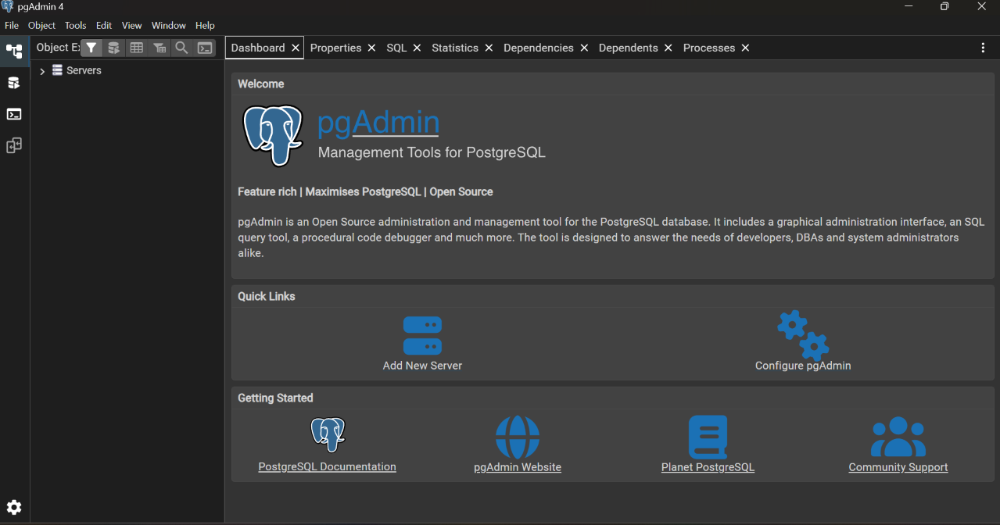 pgAdmin 4
File Object Tools Edit View Window Help
Object E
Dashboard Properties SQL Statistics Dependencies Dependents Processes
Servers
Welcome
pgAdmin
Management Tools for PostgreSQL
Feature rich | Maximises PostgreSQL | Open Source
pgAdmin is an Open Source administration and management tool for the PostgreSQL database. It includes a graphical administration interface, an SQL
query tool, a procedural code debugger and much more. The tool is designed to answer the needs of developers, DBAs and system administrators
alike.
Quick Links
Add New Server
Configure pgAdmin
Getting Started
PostgreSQL Documentation
pgAdmin Website
Planet PostgreSQL
Community Support